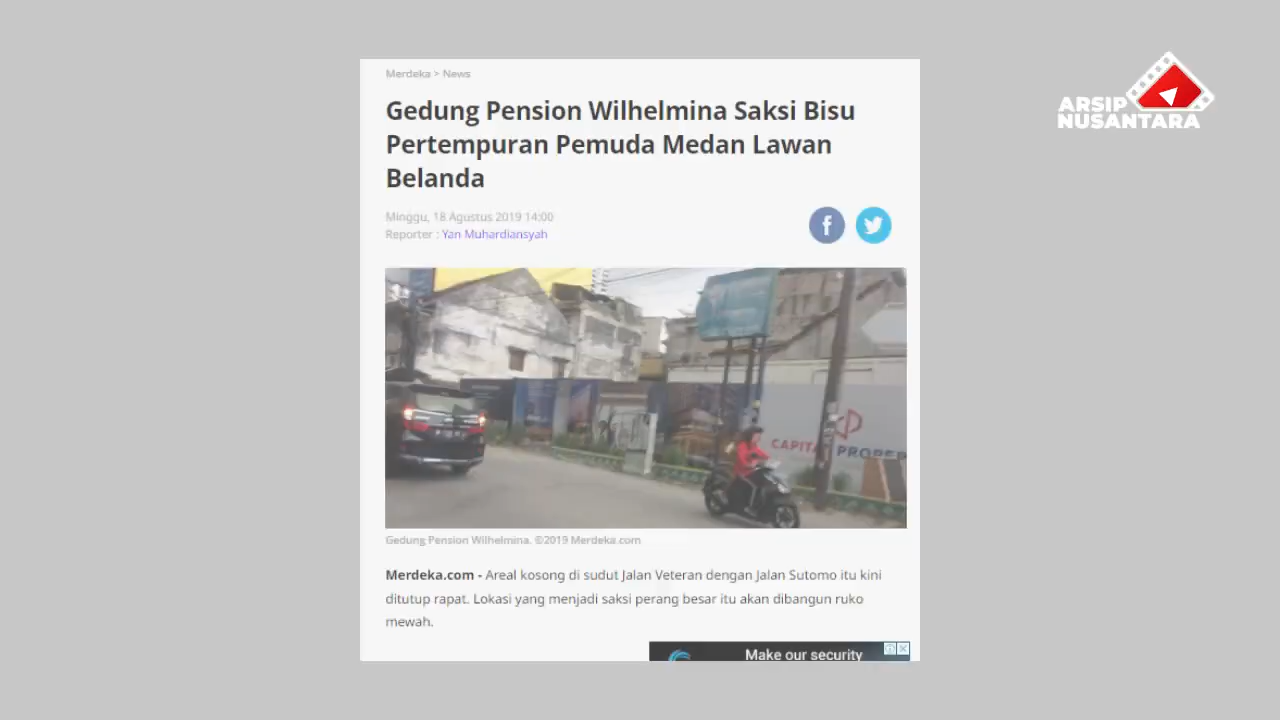 Merdeka > News
Gedung Pension Wilhelmina Saksi Bisu
Pertempuran Pemuda Medan Lawan
Belanda
Minggu, 18 Agustus 2019 14:00
Reporter : Yan Muhardiansyah
ARSIP
NUSANTARA
CAPITAL PROPER
Gedung Pension Wilhelmina. ©2019 Merdeka.com
Merdeka.com - Areal kosong di sudut Jalan Veteran dengan Jalan Sutomo itu kini
ditutup rapat. Lokasi yang menjadi saksi perang besar itu akan dibangun ruko
mewah.
Make our security